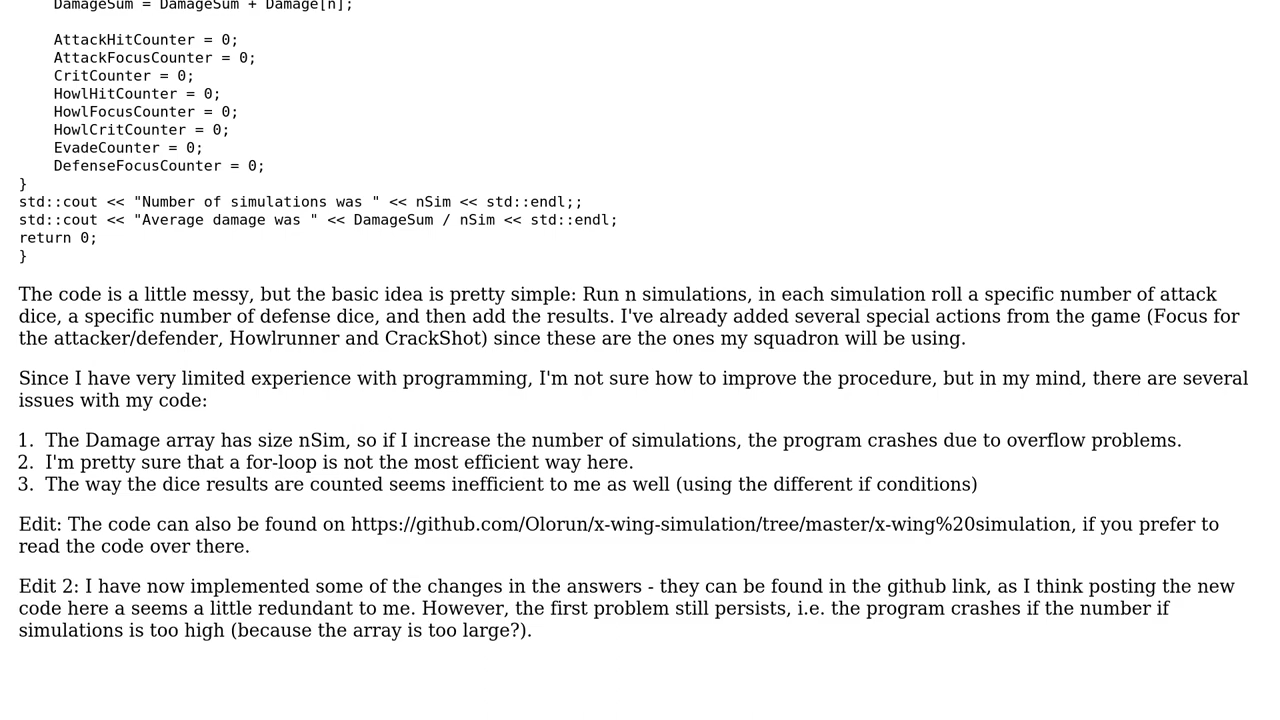 DamageSum = DamageSum + Damage[n];
AttackHitCounter = 0;
AttackFocusCounter = 0;
CritCounter = 0;
HowlHitCounter = 0;
HowlFocusCounter = 0;
HowlCritCounter = 0;
EvadeCounter = 0;
DefenseFocusCounter = 0;
}
std::cout << "Number of simulations was " << nSim << std::endl;;
std::cout << "Average damage was " << DamageSum / nSim << std::endl;
return 0;
}
The code is a little messy, but the basic idea is pretty simple: Run n simulations, in each simulation roll a specific number of attack
dice, a specific number of defense dice, and then add the results. I've already added several special actions from the game (Focus for
the attacker/defender, Howlrunner and CrackShot) since these are the ones my squadron will be using.
Since I have very limited experience with programming, I'm not sure how to improve the procedure, but in my mind, there are several
issues with my code:
1. The Damage array has size nSim, so if I increase the number of simulations, the program crashes due to overflow problems.
2. I'm pretty sure that a for-loop is not the most efficient way here.
3. The way the dice results are counted seems inefficient to me as well (using the different if conditions)
Edit: The code can also be found on https://github.com/Olorun/x-wing-simulation/tree/master/x-wing%20simulation, if you prefer to
read the code over there.
Edit 2: I have now implemented some of the changes in the answers - they can be found in the github link, as I think posting the new
code here a seems a little redundant to me. However, the first problem still persists, i.e. the program crashes if the number if
simulations is too high (because the array is too large?).